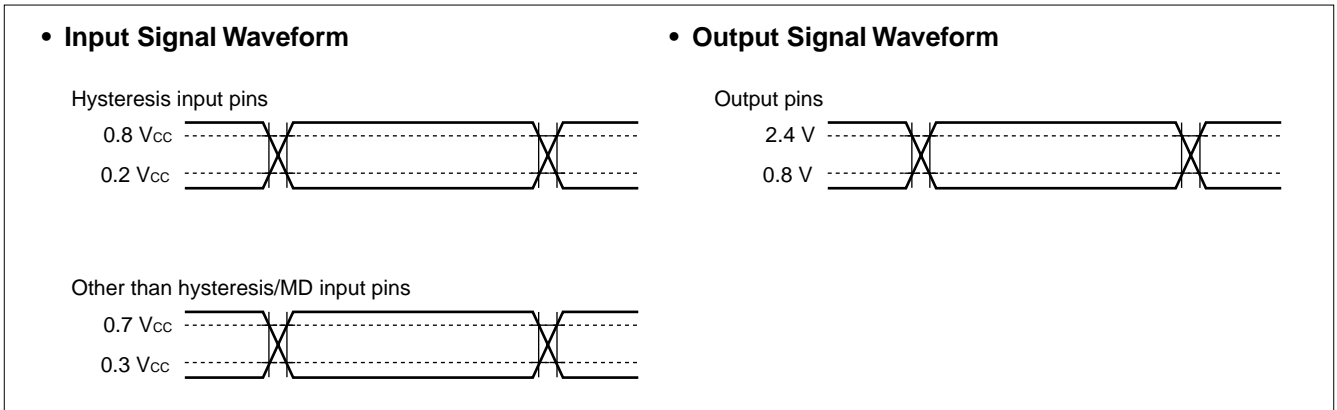 • Input Signal Waveform
Hysteresis input pins
0.8 Vcc
0.2 Vcc
Other than hysteresis/MD input pins
0.7 Vcc
0.3 Vcc
• Output Signal Waveform
Output pins
2.4 V
0.8 V